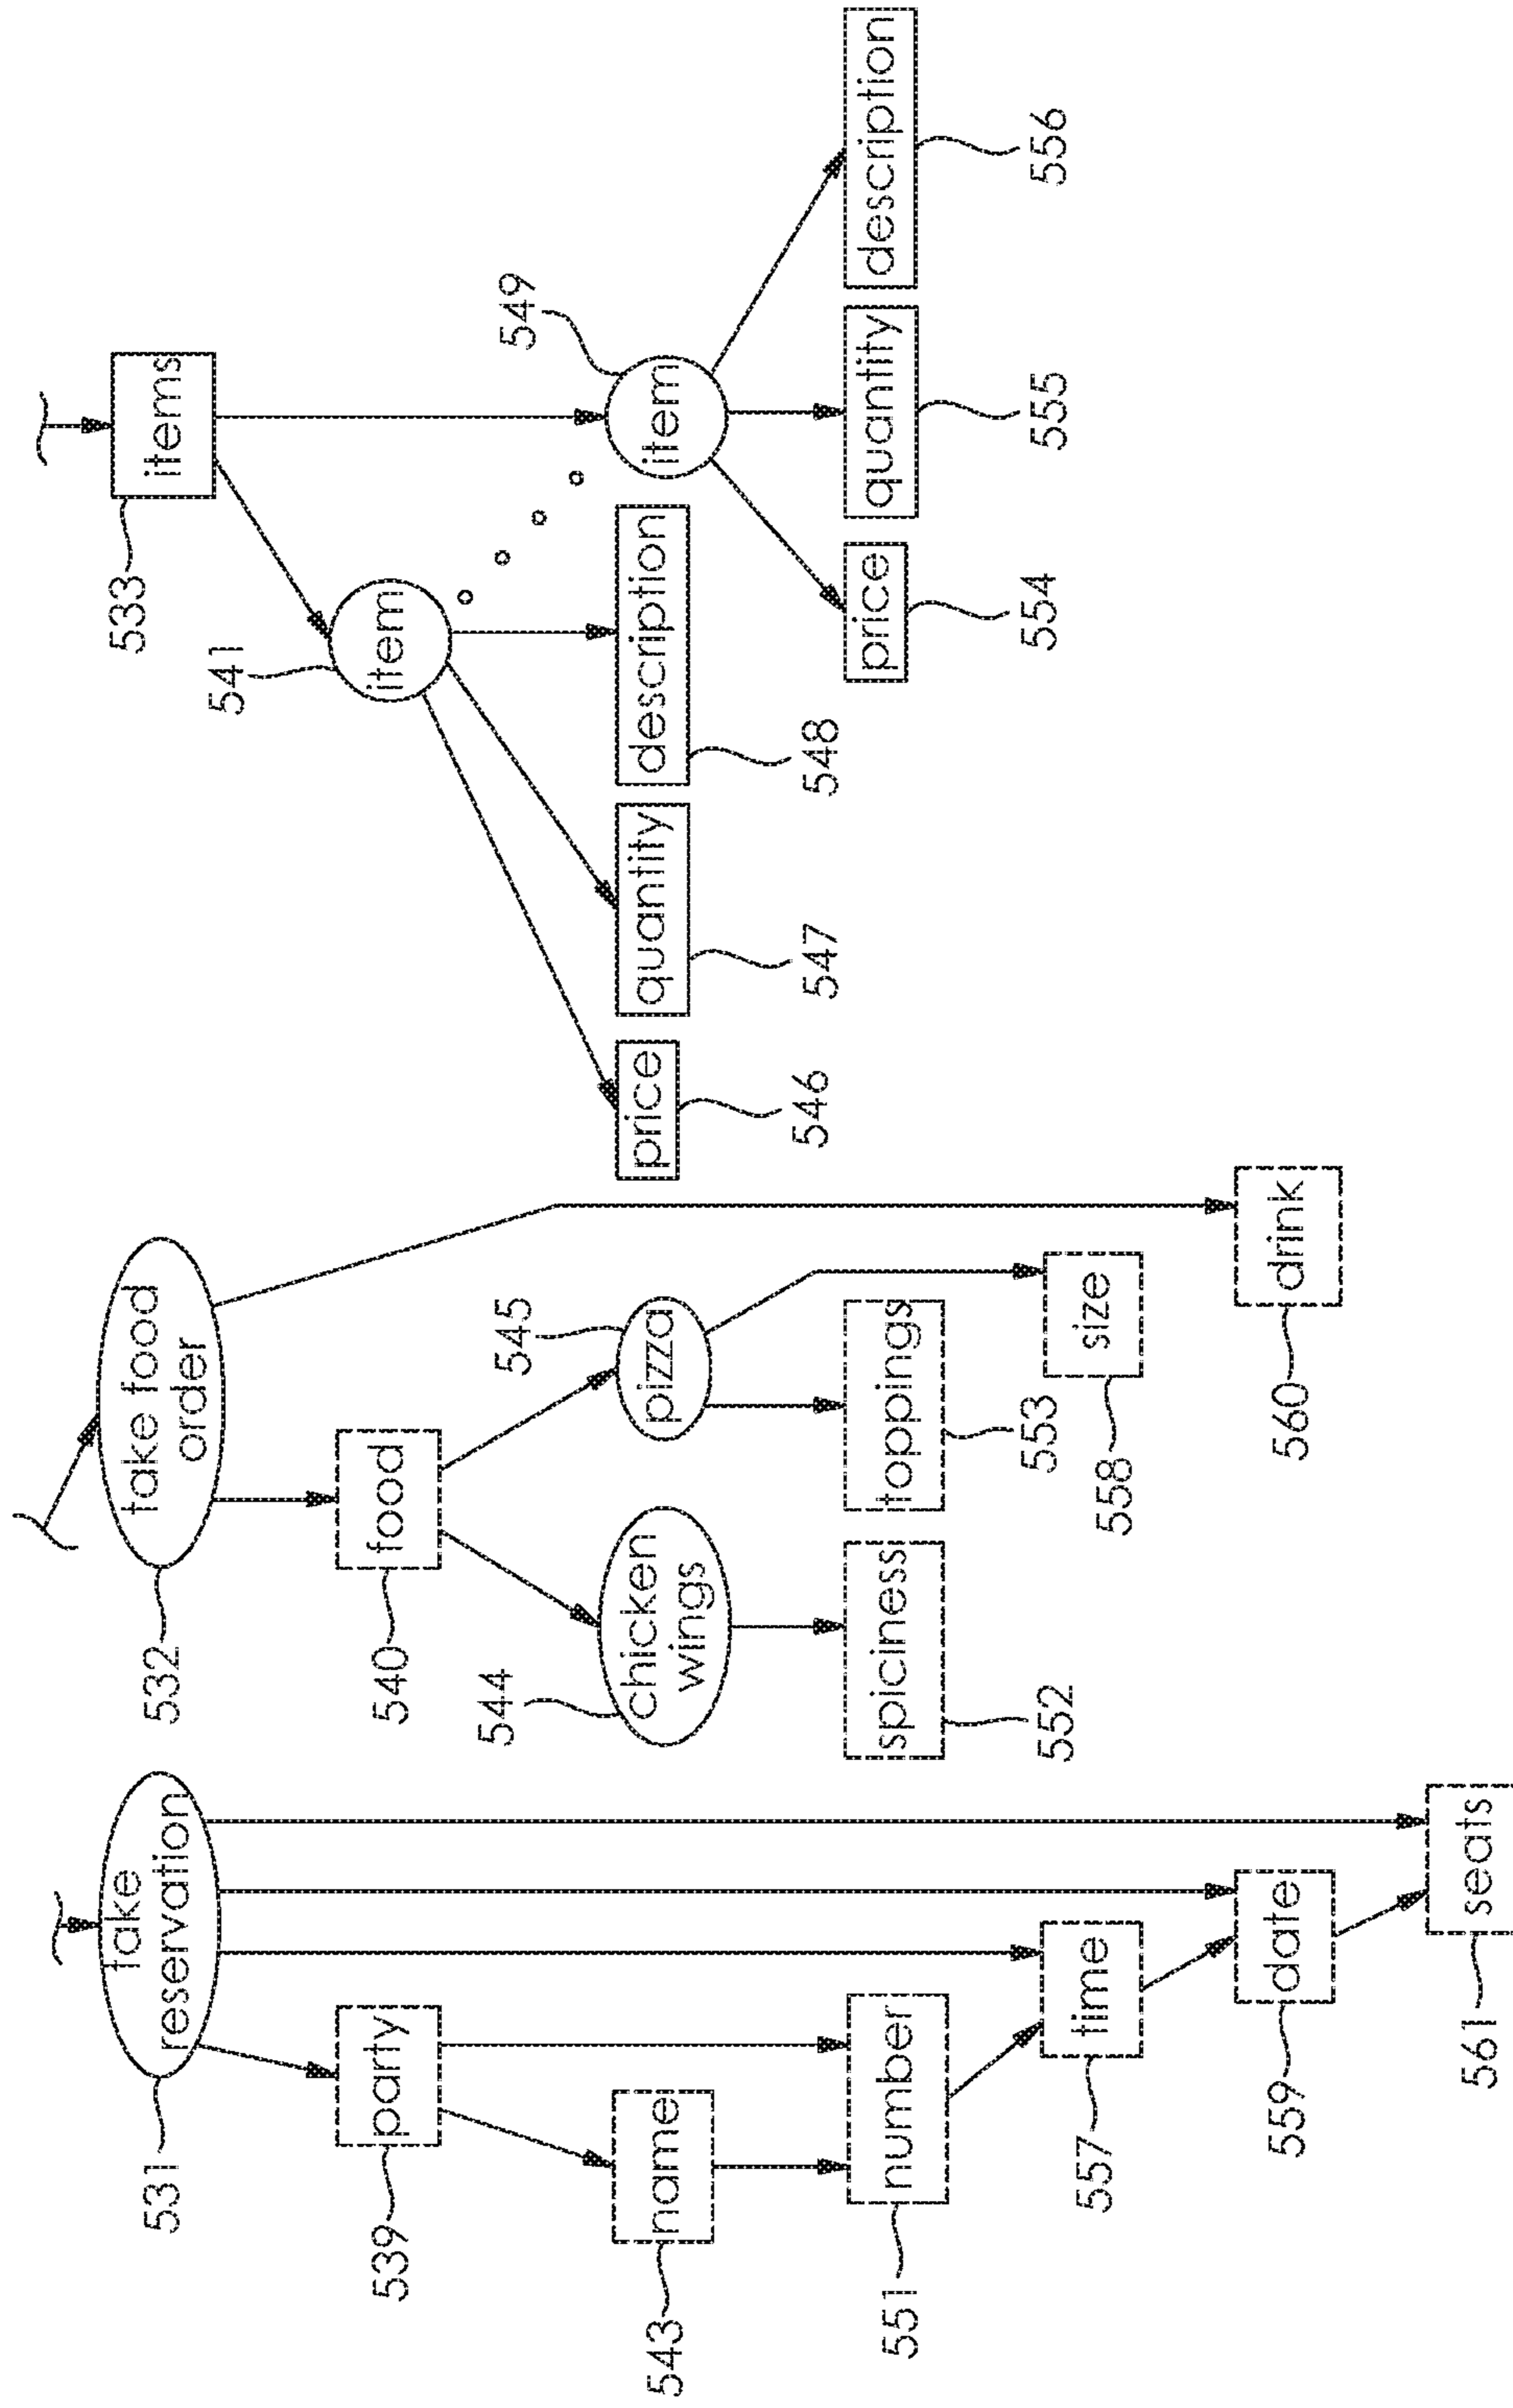 take
reservation
531
party
539
name
543
number
551
time
557
date
559
seats
561
take food
order
532
food
540
chicken
wings
544
pizza
545
spiciness
552
toppings
553
size
558
drink
560
items
533
item
541
price
546
quantity
547
description
548
item
549
price
554
quantity
555
description
556